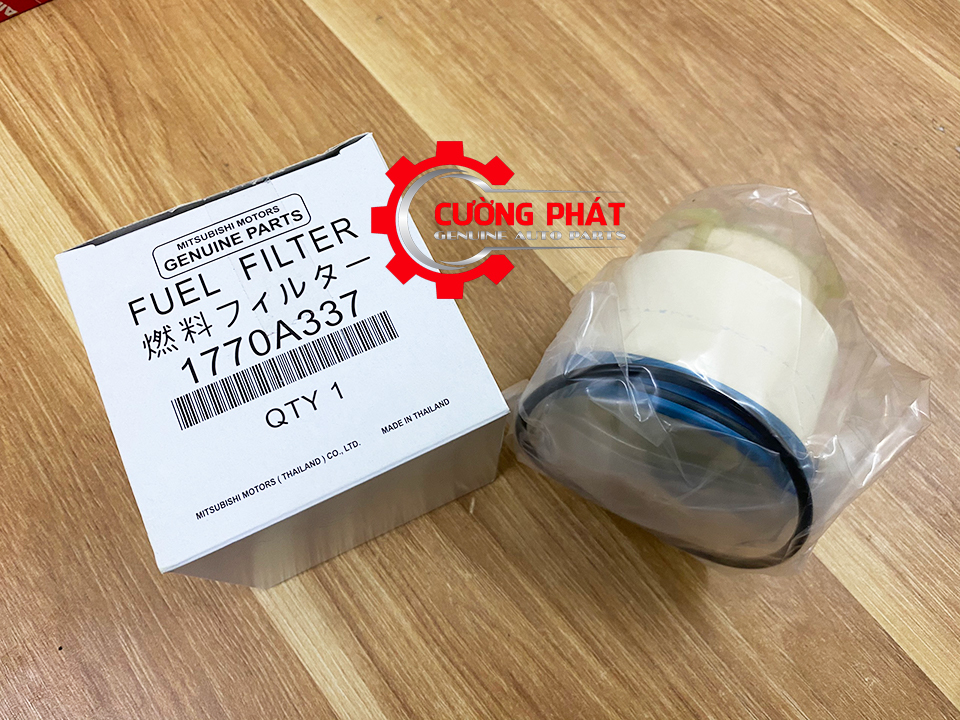 MITSUBISHI MOTORS
GENUINE PARTS
FUEL FILTER
燃料フィルター
1770A337
QTY 1
MITSUBISHI MOTORS ( THAILAND ) CO., LTD.
MADE IN THAILAND
CƯỜNG PHÁT
GENUINE AUTO PARTS